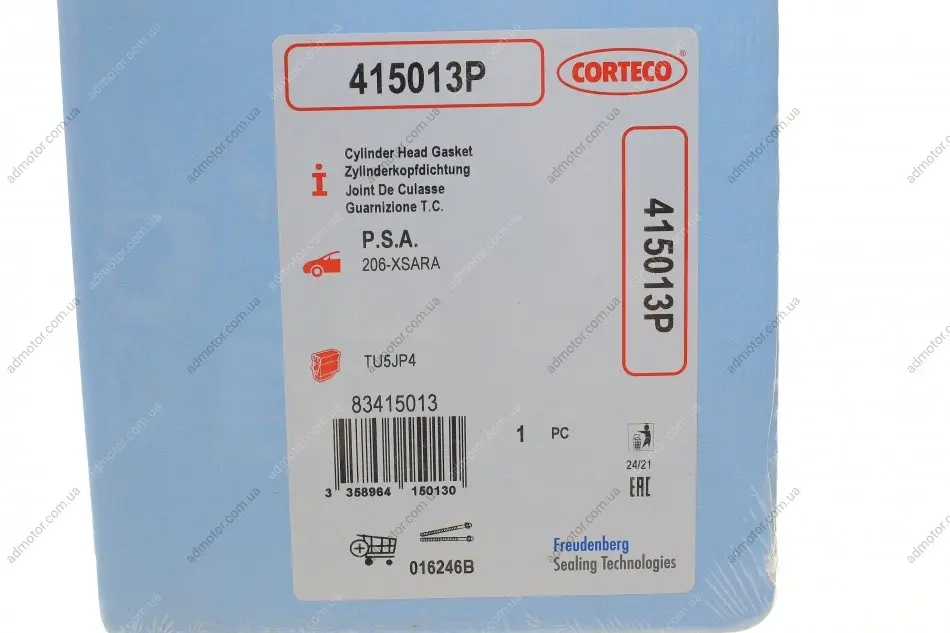 415013P
CORTECO®
Cylinder Head Gasket
Zylinderkopfdichtung
Joint De Culasse
Guarnizione T.C.
i
P.S.A.
206-XSARA
415013P
TU5JP4
83415013
3 358964 150130
1 PC
24/21
EAC
016246B
Freudenberg
Sealing Technologies
admotor.com.ua